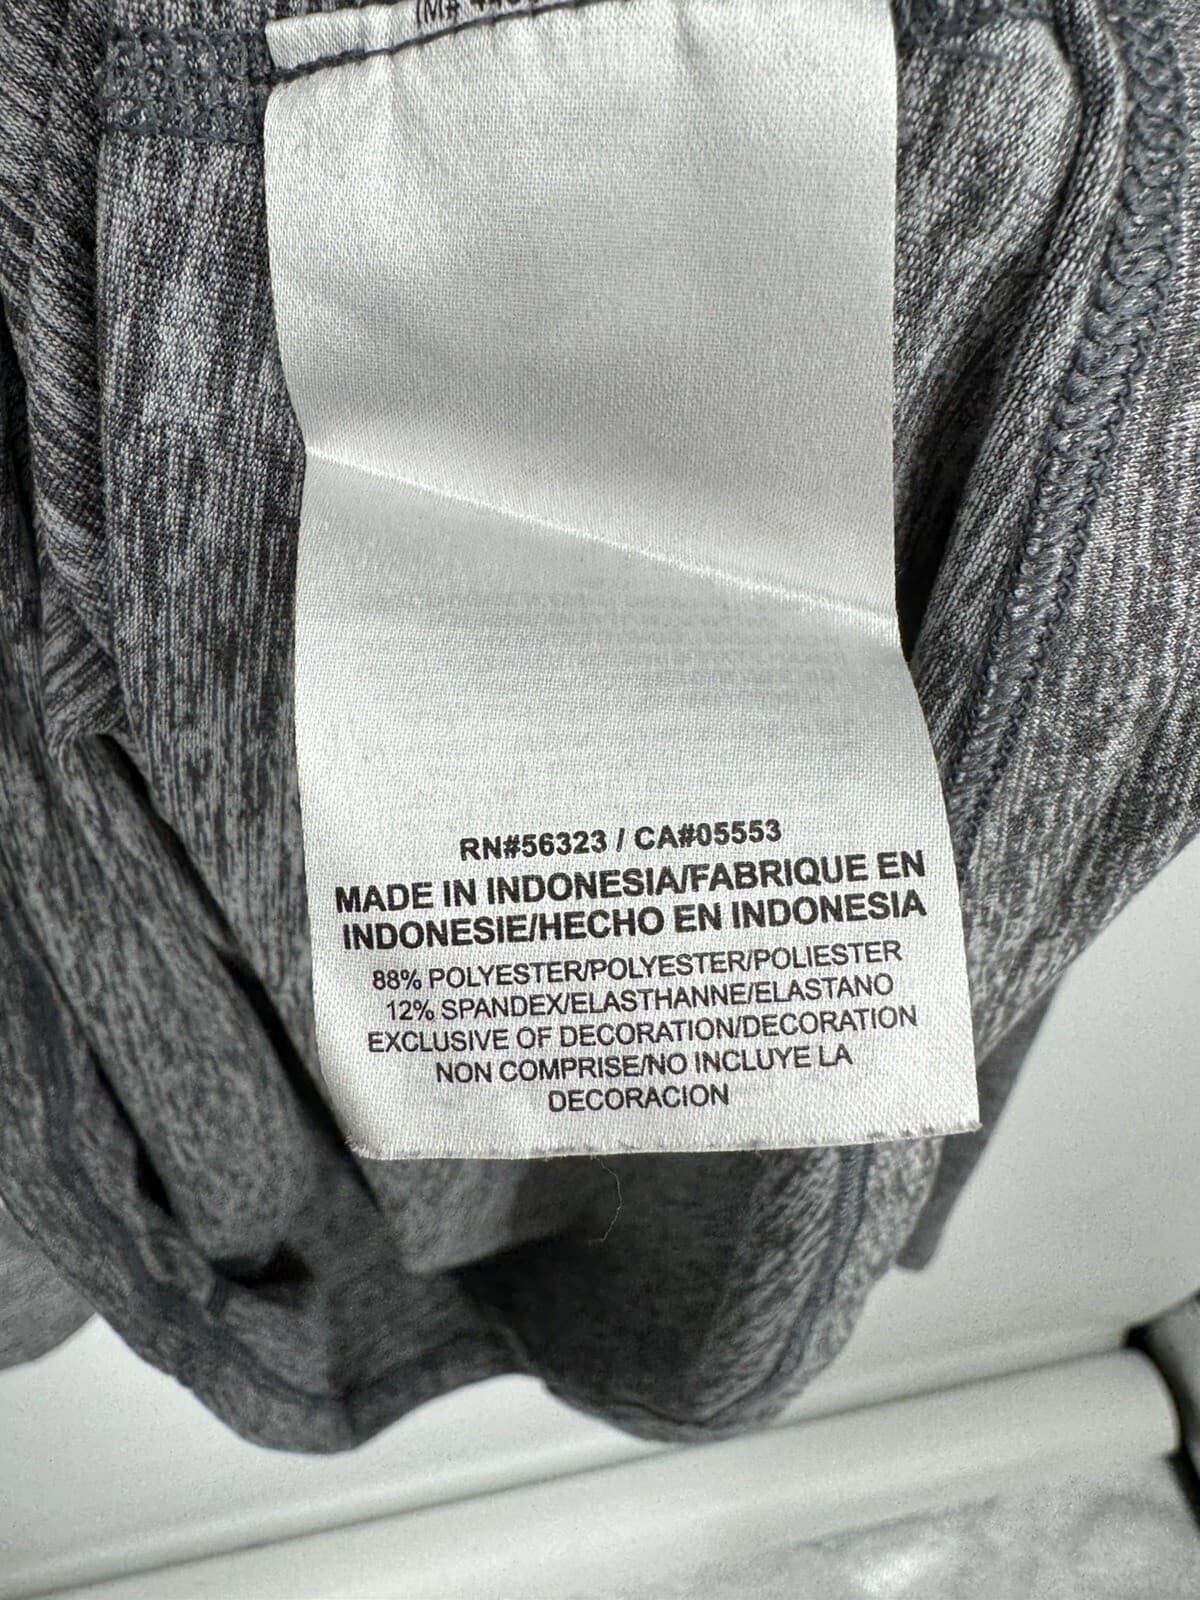 RN#56323 / CA#05553
MADE IN INDONESIA/FABRIQUE EN
INDONESIE/HECHO EN INDONESIA
88% POLYESTER/POLYESTER/POLIESTER
12% SPANDEX/ELASTHANNE/ELASTANO
EXCLUSIVE OF DECORATION/DECORATION
NON COMPRISE/NO INCLUYE LA
DECORACION